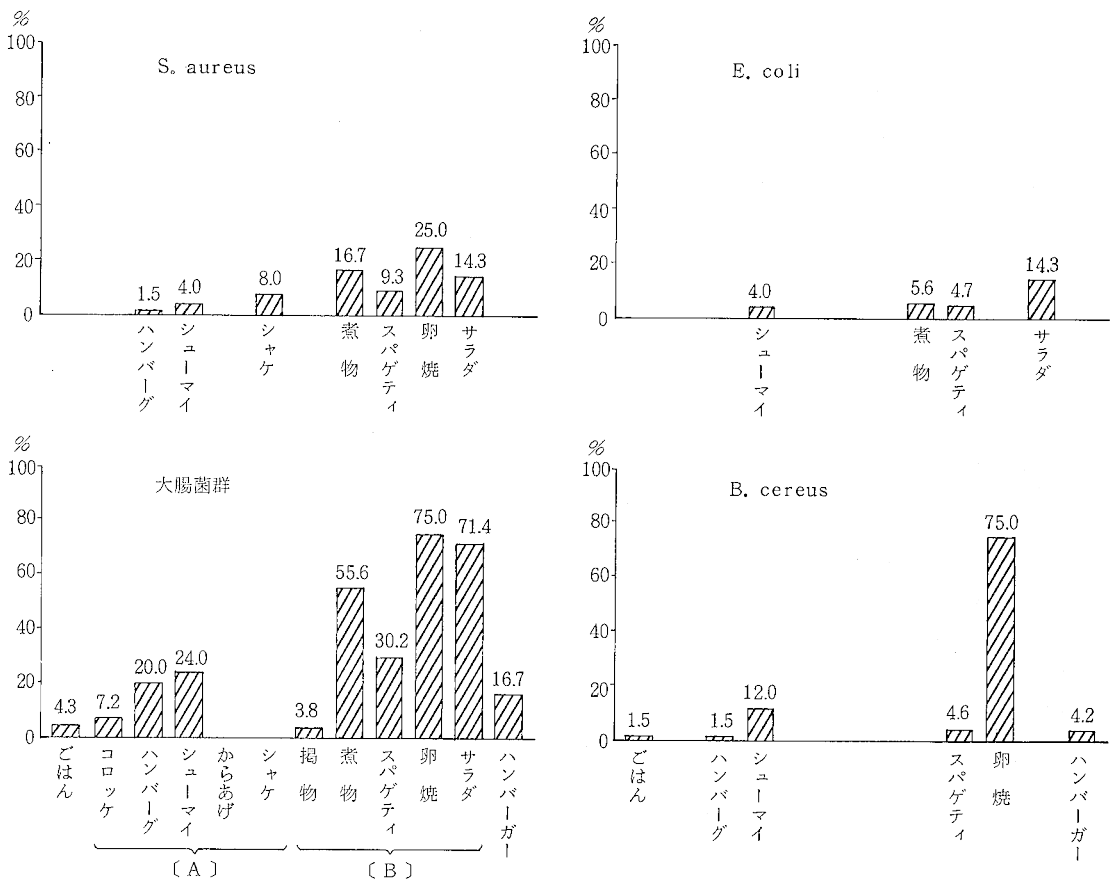 %
S. aureus
100
80
60
40
20
0
1.5
4.0
8.0
16.7
9.3
25.0
14.3
ハンバーグ
シューマイ
シャケ
煮物
スパゲティ
卵焼
サラダ
%
E. coli
100
80
60
40
20
0
4.0
5.6
4.7
14.3
シューマイ
煮物
スパゲティ
サラダ
%
大腸菌群
100
80
60
40
20
0
4.3
7.2
20.0
24.0
3.8
55.6
30.2
75.0
71.4
16.7
ごはん
コロッケ
ハンバーグ
シューマイ
からあげ
シャケ
揚物
煮物
スパゲティ
卵焼
サラダ
ハンバーガー
〔A〕
〔B〕
%
B. cereus
100
80
60
40
20
0
1.5
1.5
12.0
4.6
75.0
4.2
ごはん
ハンバーグ
シューマイ
スパゲティ
卵焼
ハンバーガー